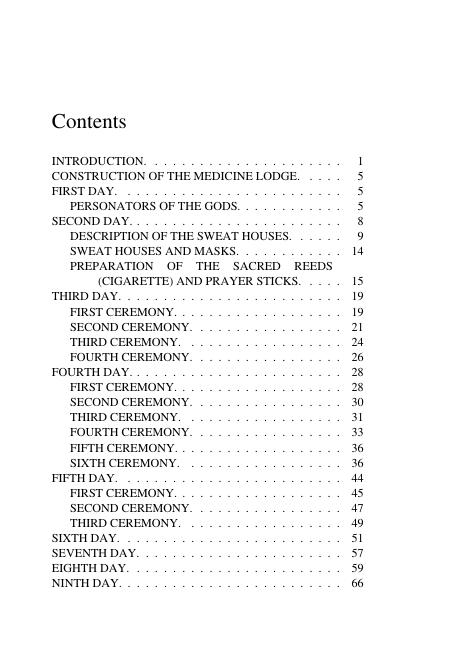 Contents
INTRODUCTION. . . . . . . . . . . . . . . . . . . . . . 1
CONSTRUCTION OF THE MEDICINE LODGE. . . . . 5
FIRST DAY. . . . . . . . . . . . . . . . . . . . . . . . 5
PERSONATORS OF THE GODS. . . . . . . . . . . . 5
SECOND DAY. . . . . . . . . . . . . . . . . . . . . . . 8
DESCRIPTION OF THE SWEAT HOUSES. . . . . . 9
SWEAT HOUSES AND MASKS. . . . . . . . . . . . 14
PREPARATION OF THE SACRED REEDS
(CIGARETTE) AND PRAYER STICKS. . . . . 15
THIRD DAY. . . . . . . . . . . . . . . . . . . . . . . . 19
FIRST CEREMONY. . . . . . . . . . . . . . . . . . 19
SECOND CEREMONY. . . . . . . . . . . . . . . . . 21
THIRD CEREMONY. . . . . . . . . . . . . . . . . . 24
FOURTH CEREMONY. . . . . . . . . . . . . . . . . 26
FOURTH DAY. . . . . . . . . . . . . . . . . . . . . . . 28
FIRST CEREMONY. . . . . . . . . . . . . . . . . . 28
SECOND CEREMONY. . . . . . . . . . . . . . . . . 30
THIRD CEREMONY. . . . . . . . . . . . . . . . . . 31
FOURTH CEREMONY. . . . . . . . . . . . . . . . . 33
FIFTH CEREMONY. . . . . . . . . . . . . . . . . . 36
SIXTH CEREMONY. . . . . . . . . . . . . . . . . . 36
FIFTH DAY. . . . . . . . . . . . . . . . . . . . . . . . 44
FIRST CEREMONY. . . . . . . . . . . . . . . . . . 45
SECOND CEREMONY. . . . . . . . . . . . . . . . . 47
THIRD CEREMONY. . . . . . . . . . . . . . . . . . 49
SIXTH DAY. . . . . . . . . . . . . . . . . . . . . . . . 51
SEVENTH DAY. . . . . . . . . . . . . . . . . . . . . . 57
EIGHTH DAY. . . . . . . . . . . . . . . . . . . . . . . 59
NINTH DAY. . . . . . . . . . . . . . . . . . . . . . . . 66